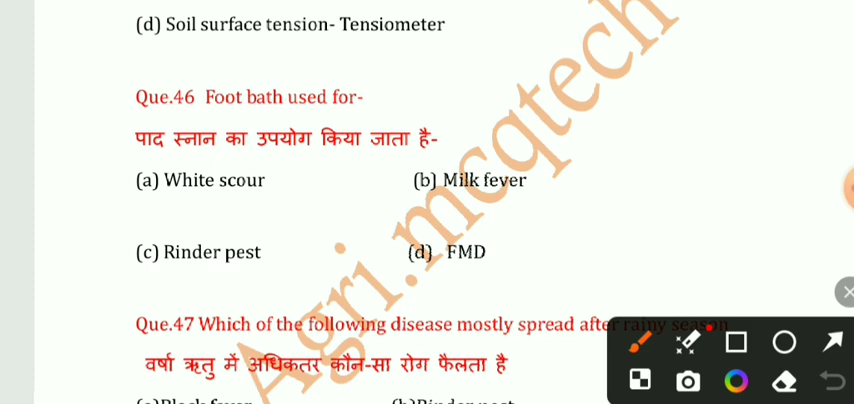 (d) Soil surface tension- Tensiometer
Que.46 Foot bath used for-
पाद स्नान का उपयोग किया जाता है-
(a) White scour (b) Milk fever
(c) Rinder pest (d) FMD
Que.47 Which of the following disease mostly spread after rainy season
वर्षा ऋतु में अधिकतर कौन-सा रोग फैलता है
Agri.mcqtech